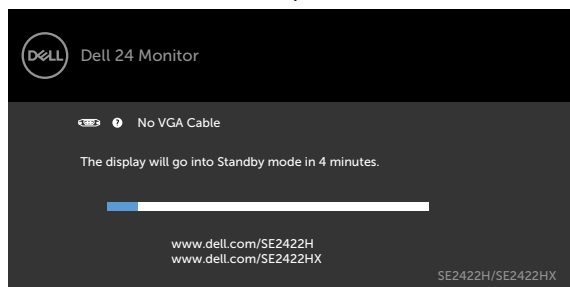 DELL Dell 24 Monitor
? No VGA Cable
The display will go into Standby mode in 4 minutes.
www.dell.com/SE2422H
www.dell.com/SE2422HX
SE2422H/SE2422HX